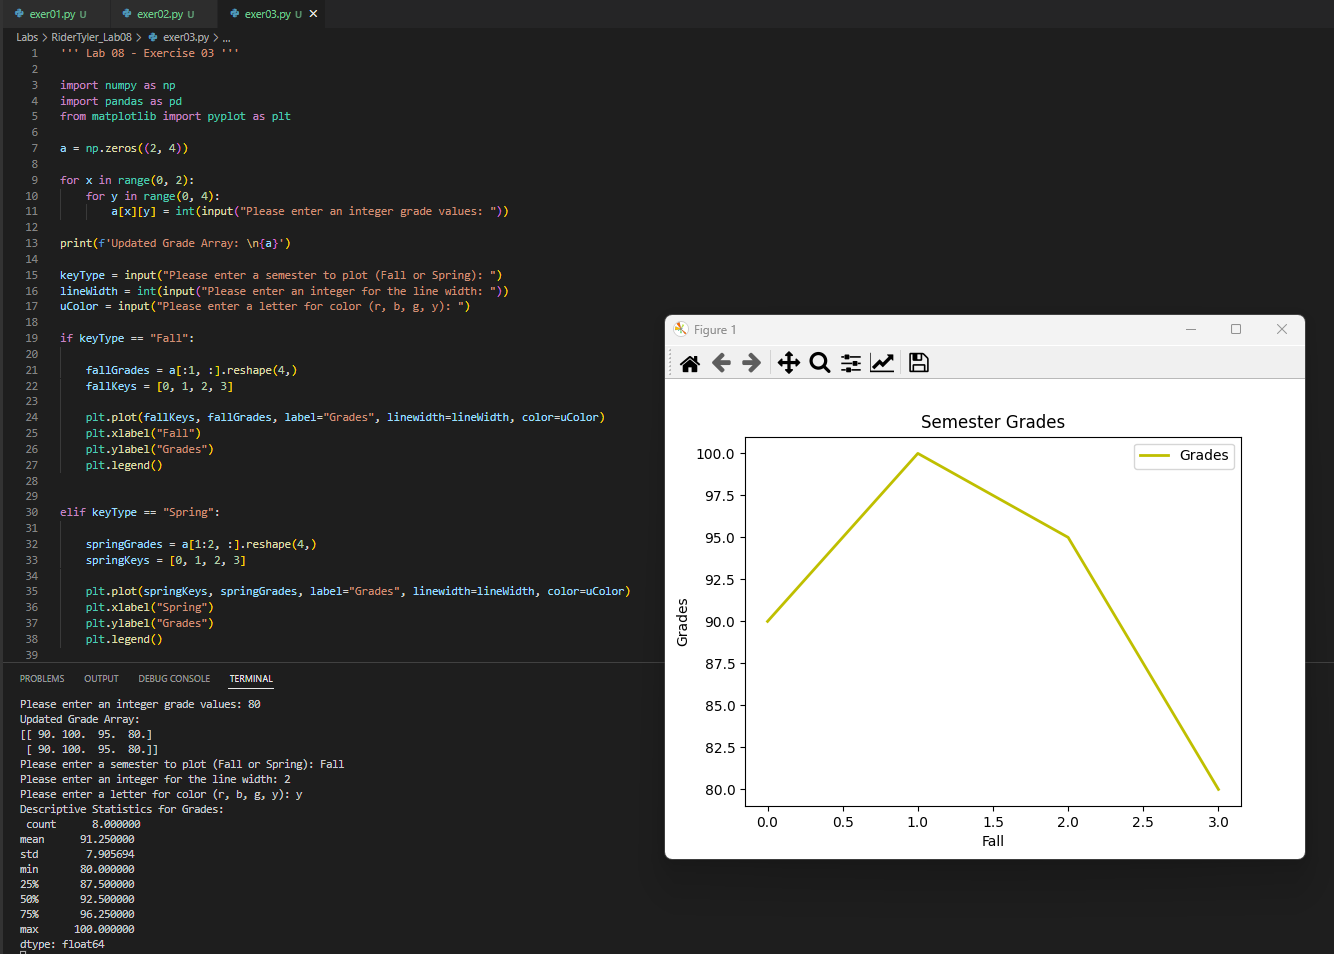 exer01.py U exer02.py U exer03.py U
Labs > RiderTyler_Lab08 > exer03.py > ...
1 ''' Lab 08 - Exercise 03 '''
2
3 import numpy as np
4 import pandas as pd
5 from matplotlib import pyplot as plt
6
7 a = np.zeros((2, 4))
8
9 for x in range(0, 2):
10 for y in range(0, 4):
11 a[x][y] = int(input("Please enter an integer grade values: "))
12
13 print(f'Updated Grade Array: \n{a}')
14
15 keyType = input("Please enter a semester to plot (Fall or Spring): ")
16 lineWidth = int(input("Please enter an integer for the line width: "))
17 uColor = input("Please enter a letter for color (r, b, g, y): ")
18
19 if keyType == "Fall":
20
21 fallGrades = a[:1, :].reshape(4,)
22 fallKeys = [0, 1, 2, 3]
23
24 plt.plot(fallKeys, fallGrades, label="Grades", linewidth=lineWidth, color=uColor)
25 plt.xlabel("Fall")
26 plt.ylabel("Grades")
27 plt.legend()
28
29
30 elif keyType == "Spring":
31
32 springGrades = a[1:2, :].reshape(4,)
33 springKeys = [0, 1, 2, 3]
34
35 plt.plot(springKeys, springGrades, label="Grades", linewidth=lineWidth, color=uColor)
36 plt.xlabel("Spring")
37 plt.ylabel("Grades")
38 plt.legend()
39
PROBLEMS OUTPUT DEBUG CONSOLE TERMINAL
Please enter an integer grade values: 80
Updated Grade Array:
[[ 90. 100.  95.  80.]
 [ 90. 100.  95.  80.]]
Please enter a semester to plot (Fall or Spring): Fall
Please enter an integer for the line width: 2
Please enter a letter for color (r, b, g, y): y
Descriptive Statistics for Grades:
count 8.000000
mean 91.250000
std 7.905694
min 80.000000
25% 87.500000
50% 92.500000
75% 96.250000
max 100.000000
dtype: float64
Figure 1
Semester Grades
Grades
100.0
97.5
95.0
92.5
90.0
87.5
85.0
82.5
80.0
Grades
0.0 0.5 1.0 1.5 2.0 2.5 3.0
Fall